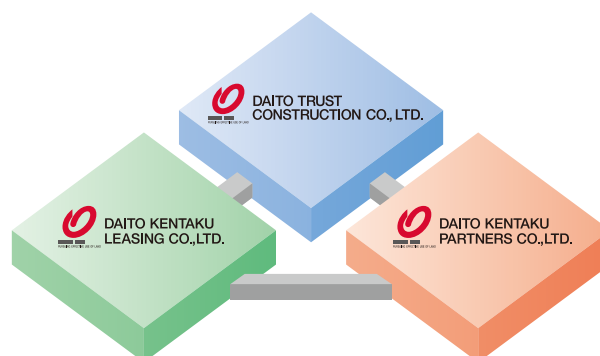 DAITO TRUST
CONSTRUCTION CO., LTD.
DAITO KENTAKU
LEASING CO.,LTD.
DAITO KENTAKU
PARTNERS CO.,LTD.